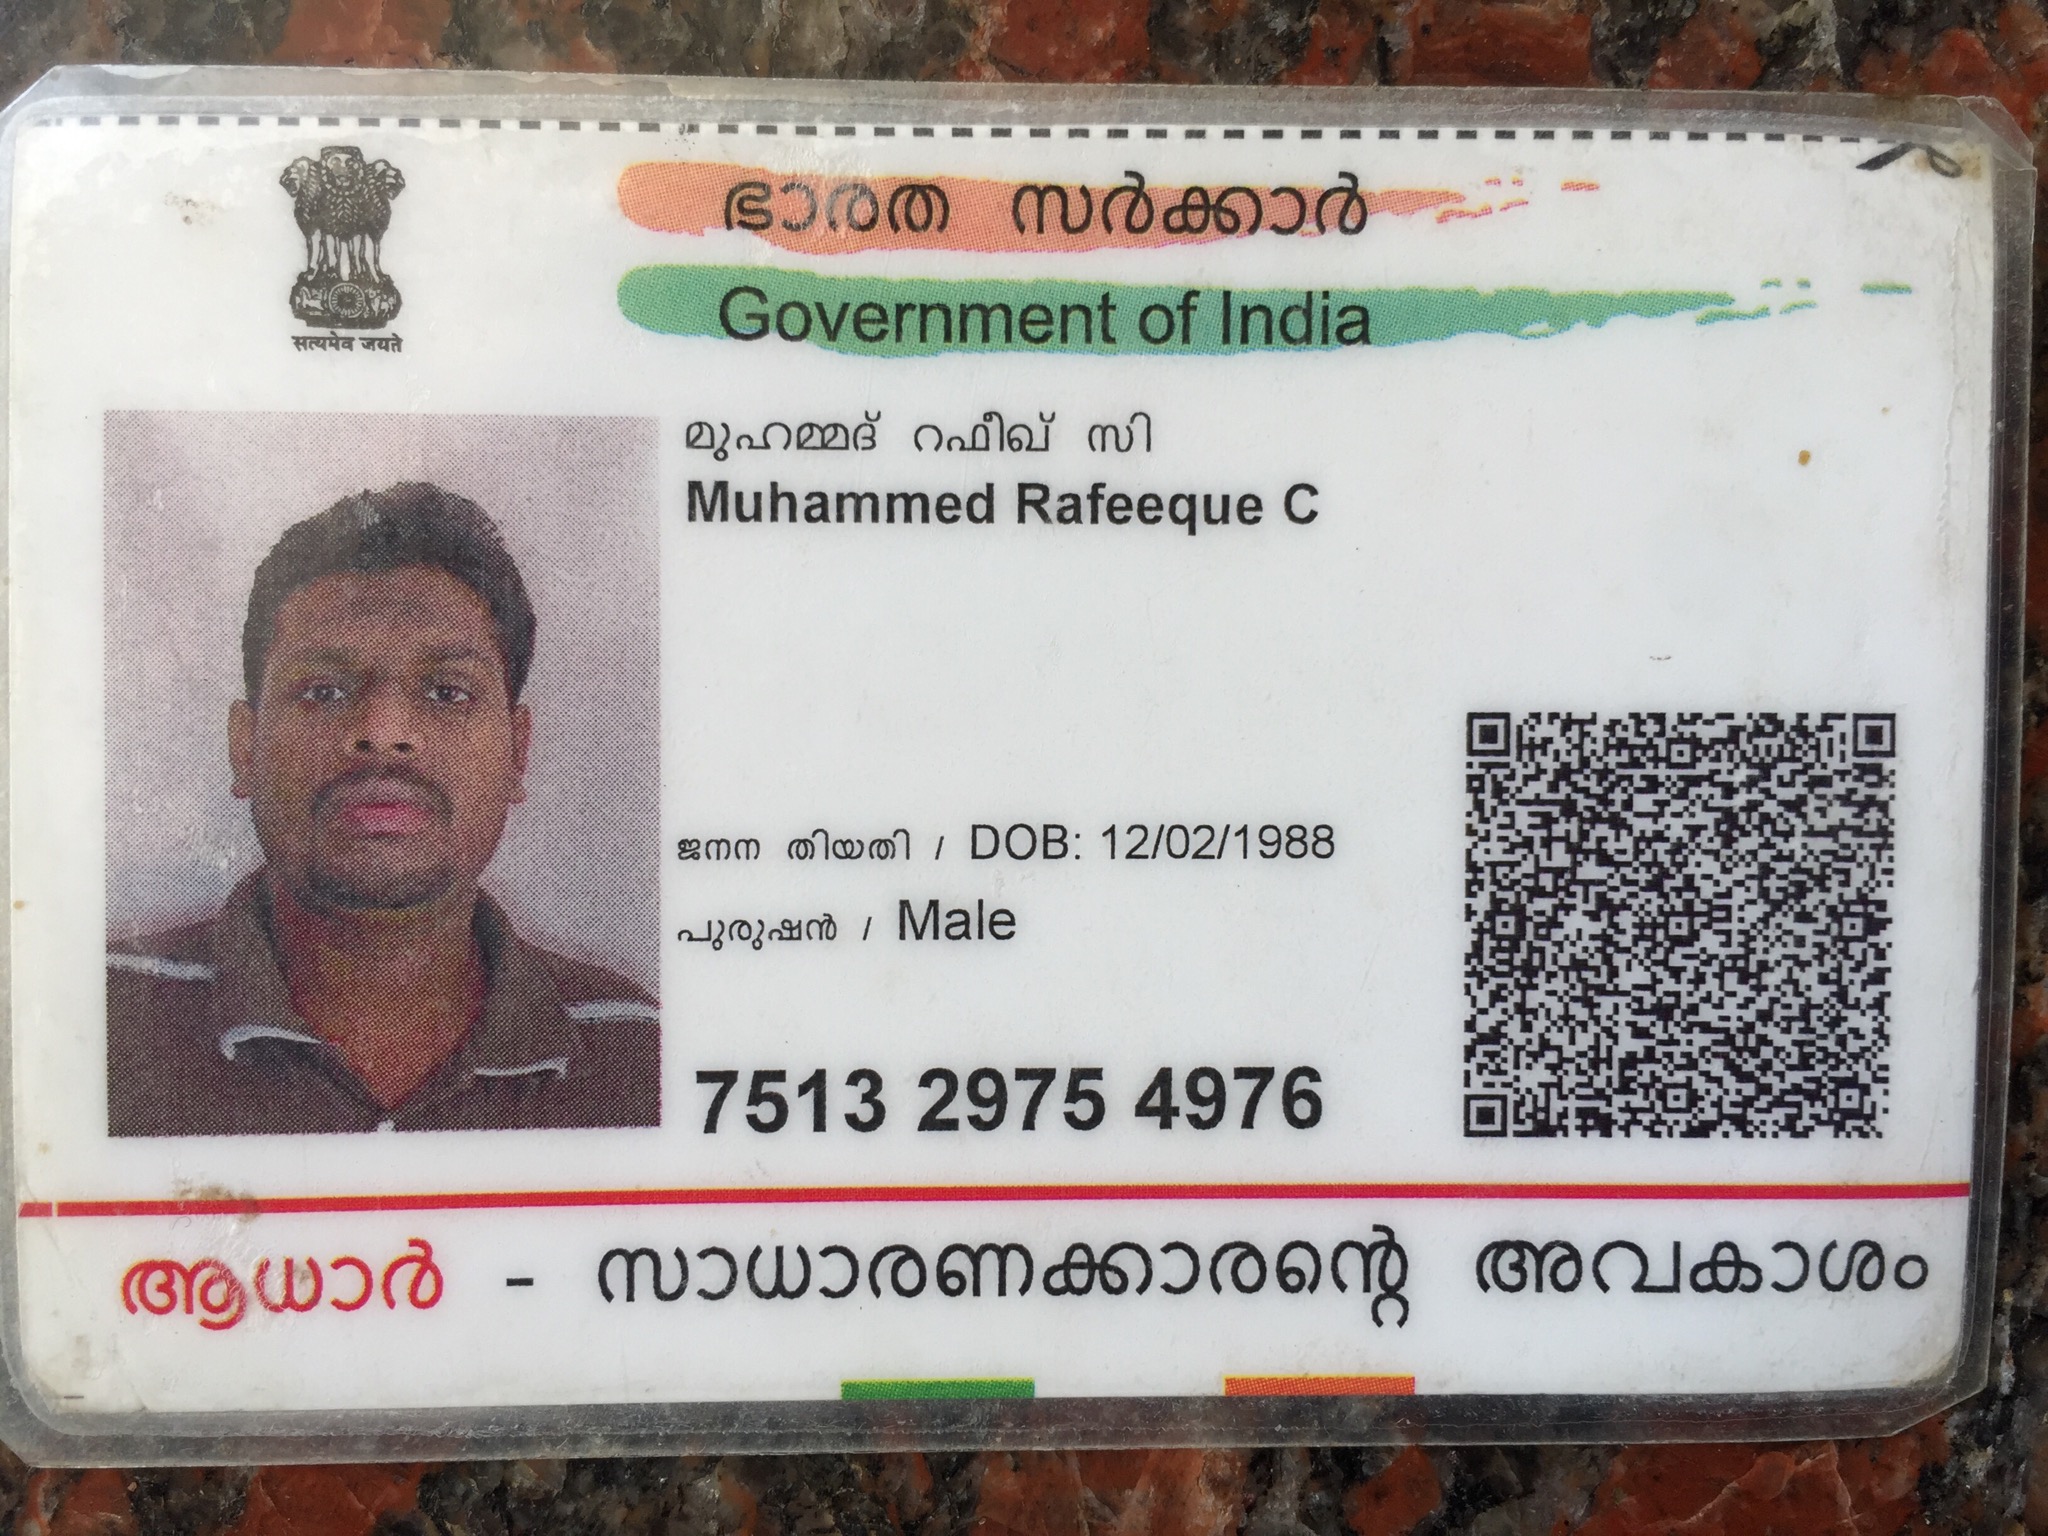 भारत സർക്കാർ
Government of India
सत्यमेव जयते
മുഹമ്മദ് റഫീഖ് സി
Muhammed Rafeeque C
ജനന തിയതി / DOB: 12/02/1988
പുരുഷൻ / Male
7513 2975 4976
ആധാർ - സാധാരണക്കാരന്റെ അവകാശം